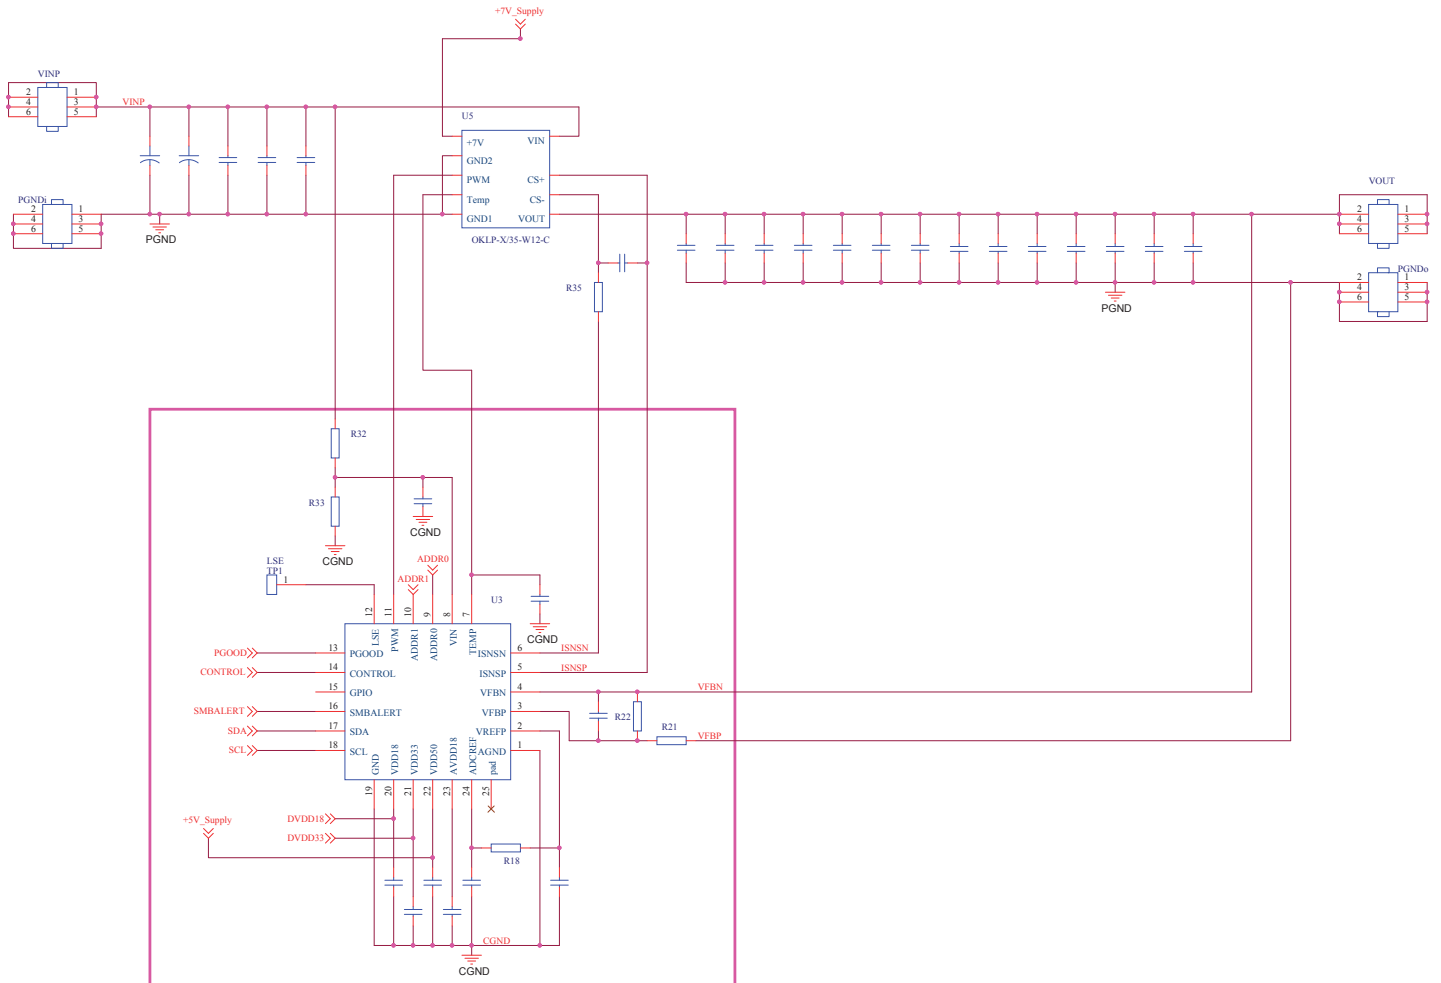 +7V_Supply
VINP
2 1
4 3
6 5
VINP
U5
+7V VIN
GND2
PWM CS+
Temp CS-
GND1 VOUT
OKLP-X/35-W12-C
PGNDi
2 1
4 3
6 5
PGND
VOUT
2 1
4 3
6 5
PGNDo
2 1
4 3
6 5
PGND
R35
R32
R33
CGND
CGND
LSE
TP1
1
ADDR0
ADDR1
U3
CGND
12 11 10 9 8 7
LSE PWM ADDR1 ADDR0 VIN TEMP
PGOOD 13 PGOOD ISNSN 6 ISNSN
CONTROL 14 CONTROL ISNSP 5 ISNSP
15 GPIO VFBN 4 VFBN
SMBALERT 16 SMBALERT VFBP 3
R22 R21 VFBP
SDA 17 SDA VREFP 2
SCL 18 SCL AGND 1
GND VDD18 VDD33 VDD50 AVDD18 ADCREF pad
19 20 21 22 23 24 25
+5V_Supply
DVDD18
DVDD33
R18
CGND
CGND